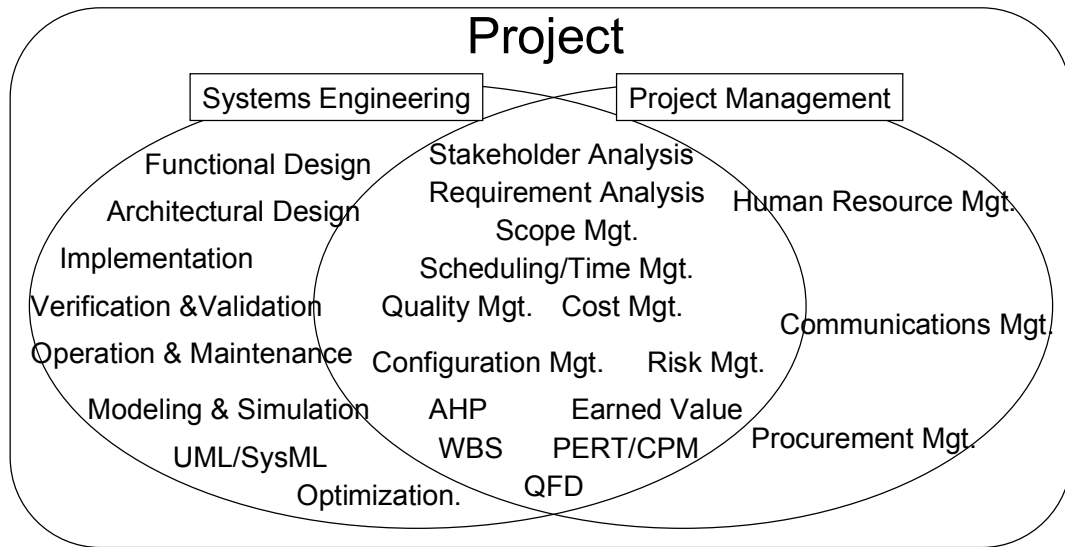 Project
Systems Engineering
Project Management
Functional Design
Architectural Design
Implementation
Verification &Validation
Operation & Maintenance
Modeling & Simulation
UML/SysML
Optimization.
Stakeholder Analysis
Requirement Analysis
Scope Mgt.
Scheduling/Time Mgt.
Quality Mgt. Cost Mgt.
Configuration Mgt. Risk Mgt.
AHP Earned Value
WBS PERT/CPM
QFD
Human Resource Mgt.
Communications Mgt.
Procurement Mgt.